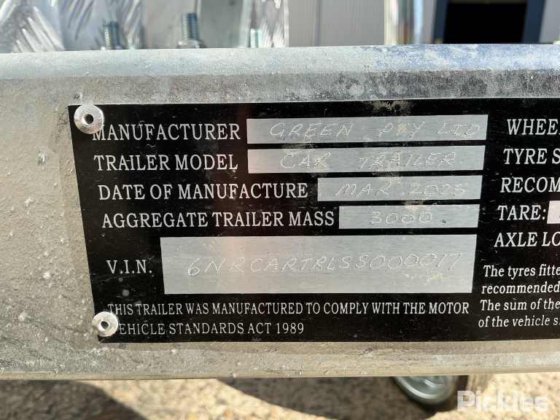 MANUFACTURER GREEN PTY LTD
TRAILER MODEL CAR TRAILER
DATE OF MANUFACTURE MAR 2025
AGGREGATE TRAILER MASS 3000
V.I.N. 6NRCARTRLSS000017
THIS TRAILER WAS MANUFACTURED TO COMPLY WITH THE MOTOR
VEHICLE STANDARDS ACT 1989
WHEE
TYRE S
RECOM
TARE:
AXLE LO
The tyres fitte
recommended
The sum of the
of the vehicle s
Pickles